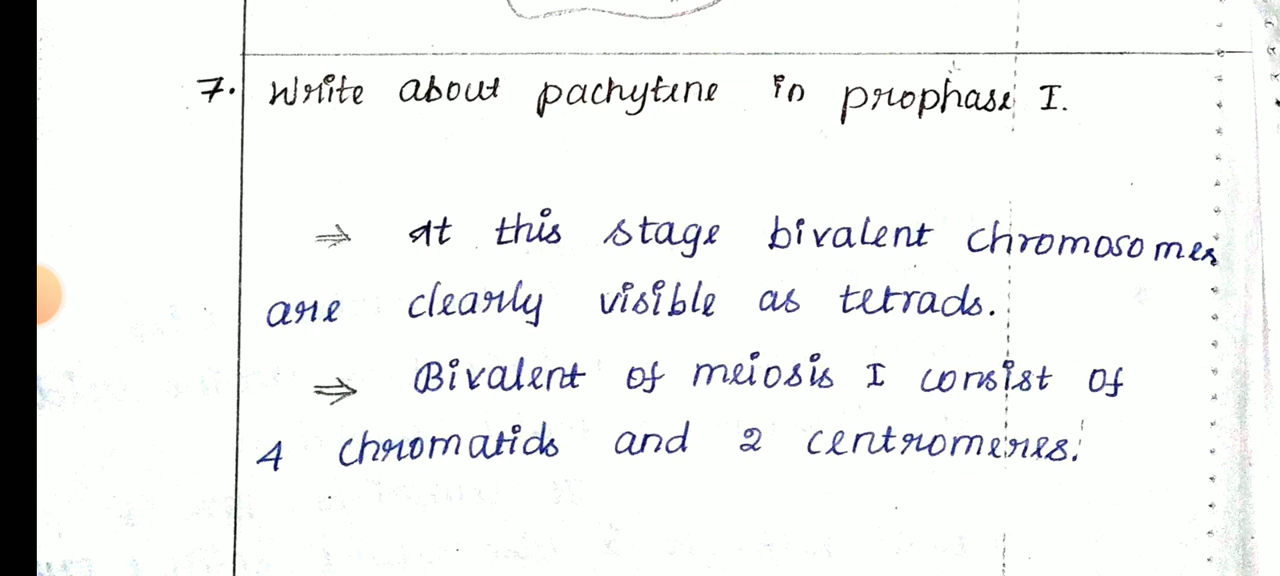 7. Write about pachytene in prophase I.
⇒ At this stage bivalent chromosomes
are clearly visible as tetrads.
⇒ Bivalent of meiosis I consist of
4 chromatids and 2 centromeres.